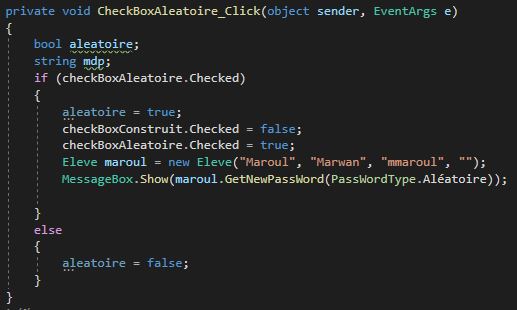 private void CheckBoxAleatoire_Click(object sender, EventArgs e)
{
bool aleatoire;
string mdp;
if (checkBoxAleatoire.Checked)
{
aleatoire = true;
checkBoxConstruit.Checked = false;
checkBoxAleatoire.Checked = true;
Eleve maroul = new Eleve("Maroul", "Marwan", "mmaroul", "");
MessageBox.Show(maroul.GetNewPassWord(PassWordType.Aléatoire));
}
else
{
aleatoire = false;
}
}